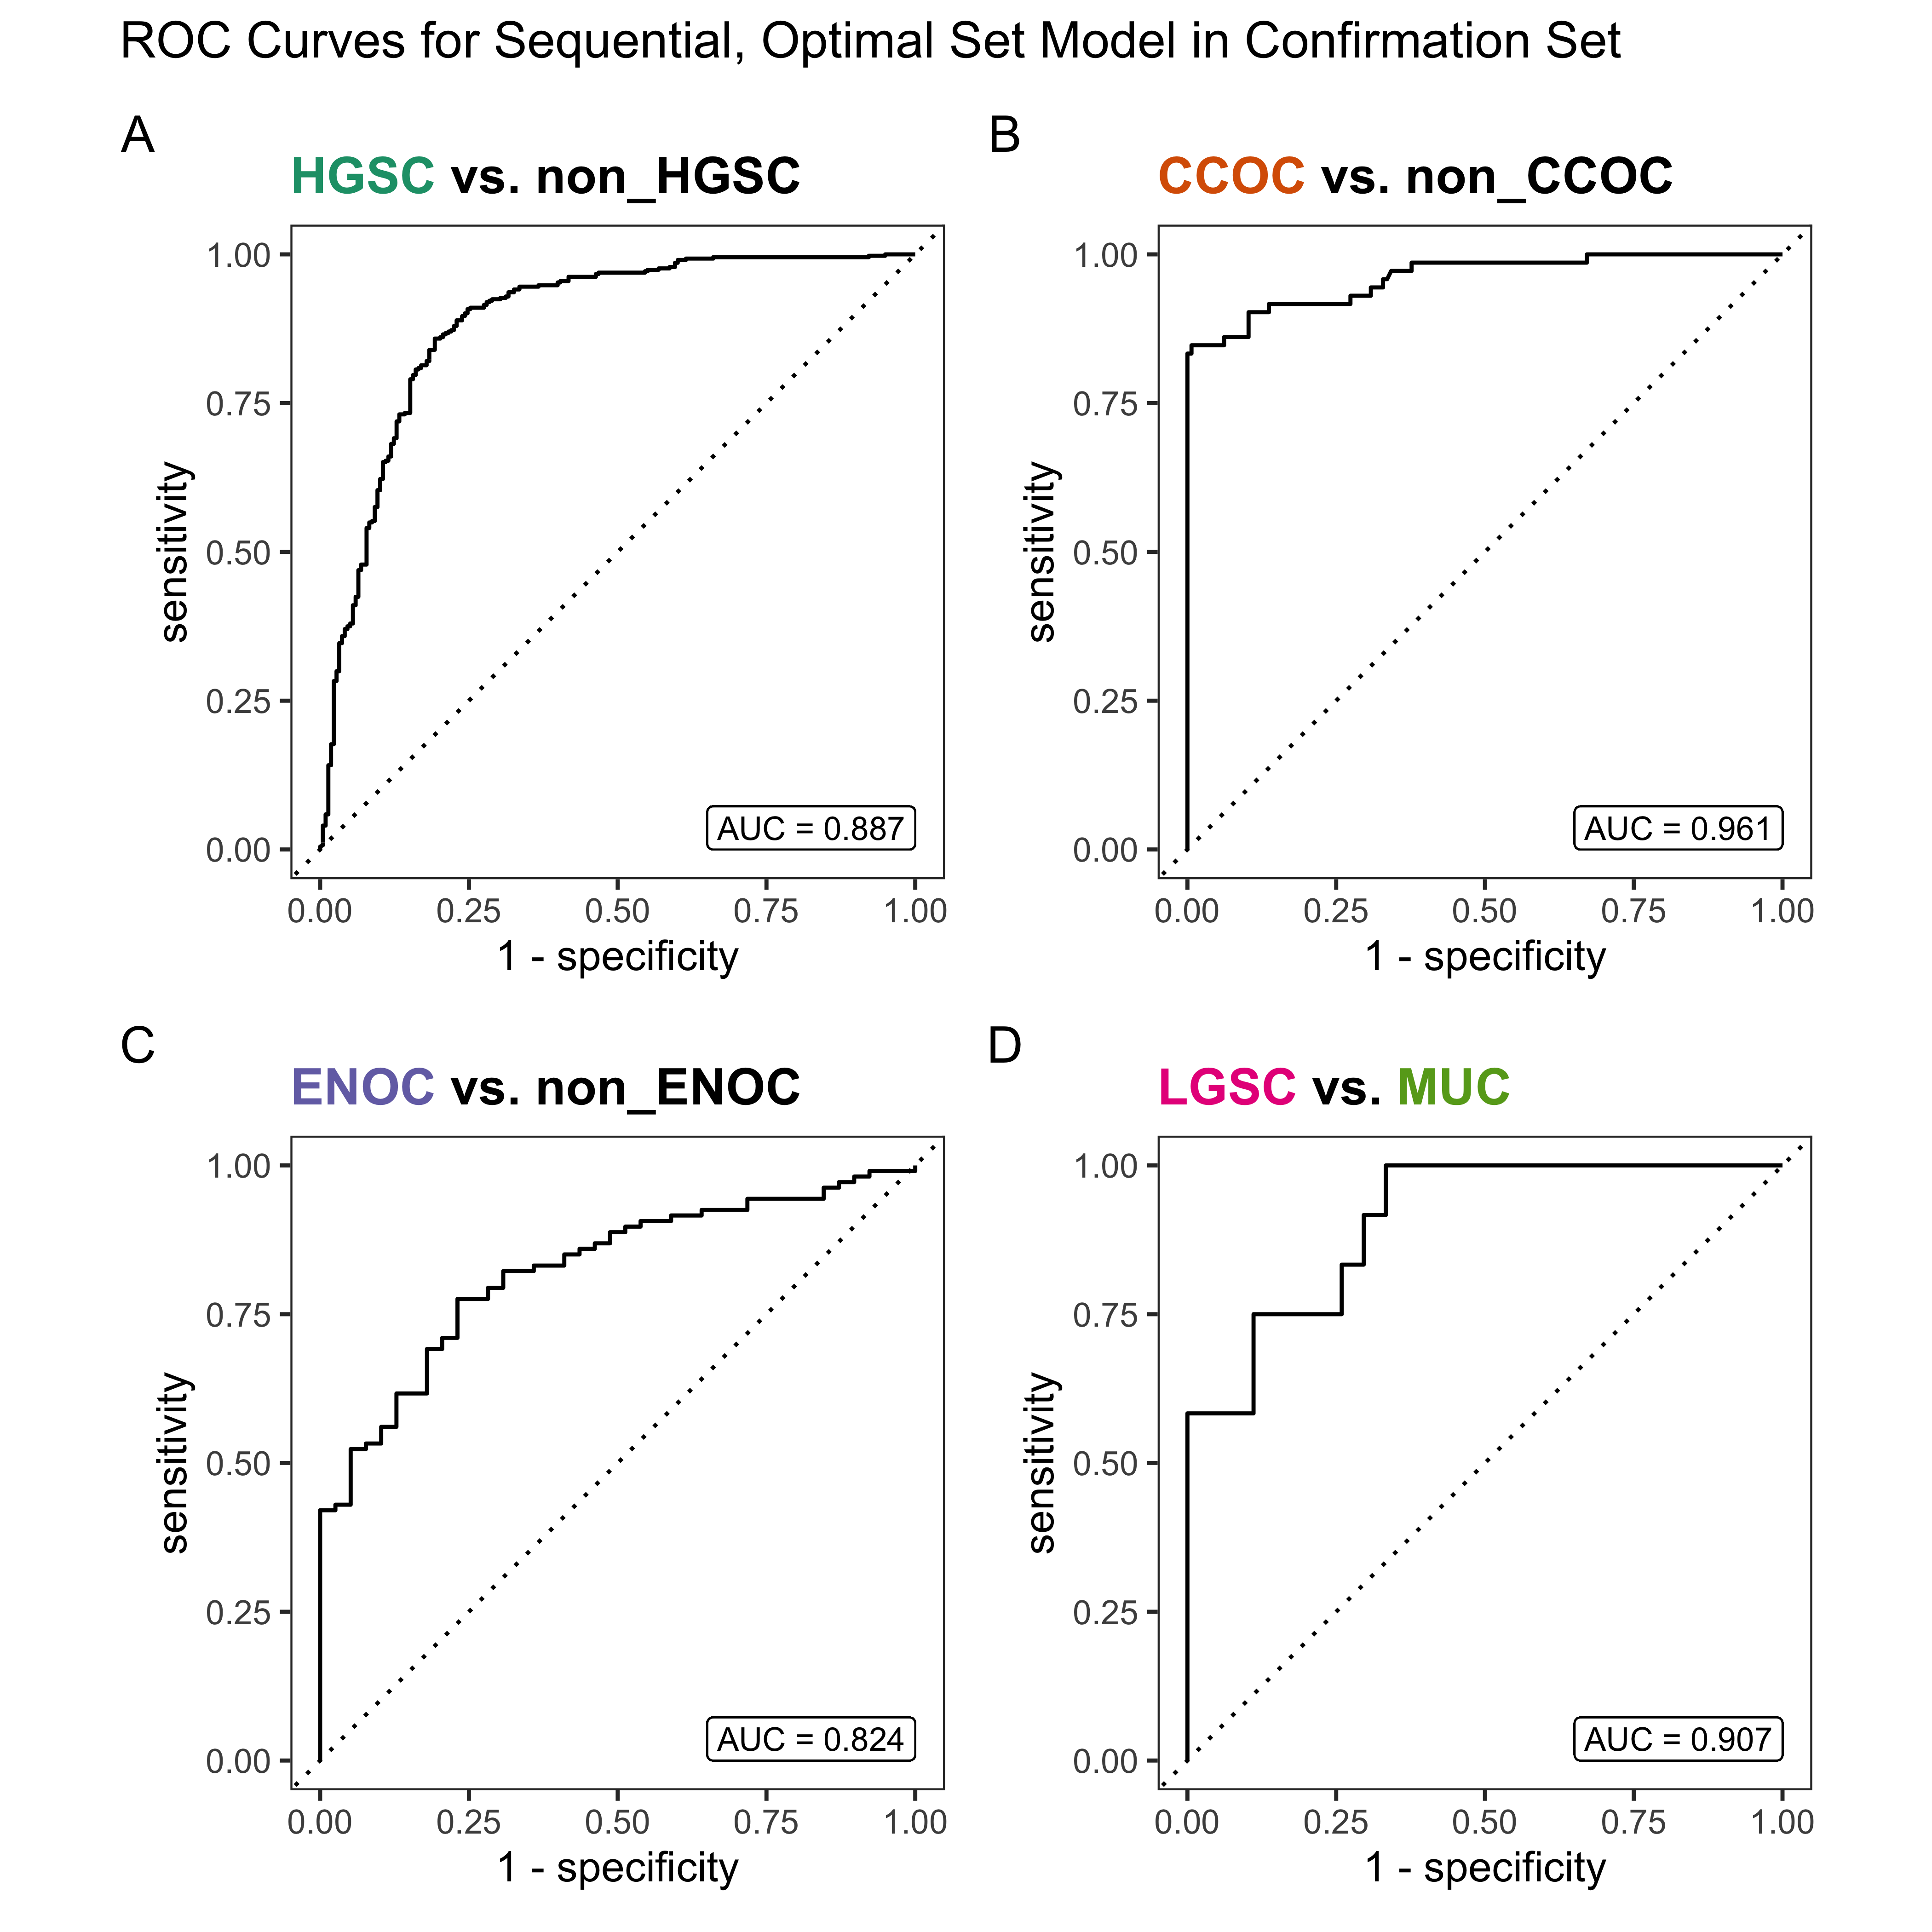 ROC Curves for Sequential, Optimal Set Model in Confirmation Set
A
HGSC vs. non_HGSC
1.00
0.75
0.50
0.25
0.00
sensitivity
AUC = 0.887
0.00 0.25 0.50 0.75 1.00
1 - specificity
B
CCOC vs. non_CCOC
1.00
0.75
0.50
0.25
0.00
sensitivity
AUC = 0.961
0.00 0.25 0.50 0.75 1.00
1 - specificity
C
ENOC vs. non_ENOC
1.00
0.75
0.50
0.25
0.00
sensitivity
AUC = 0.824
0.00 0.25 0.50 0.75 1.00
1 - specificity
D
LGSC vs. MUC
1.00
0.75
0.50
0.25
0.00
sensitivity
AUC = 0.907
0.00 0.25 0.50 0.75 1.00
1 - specificity